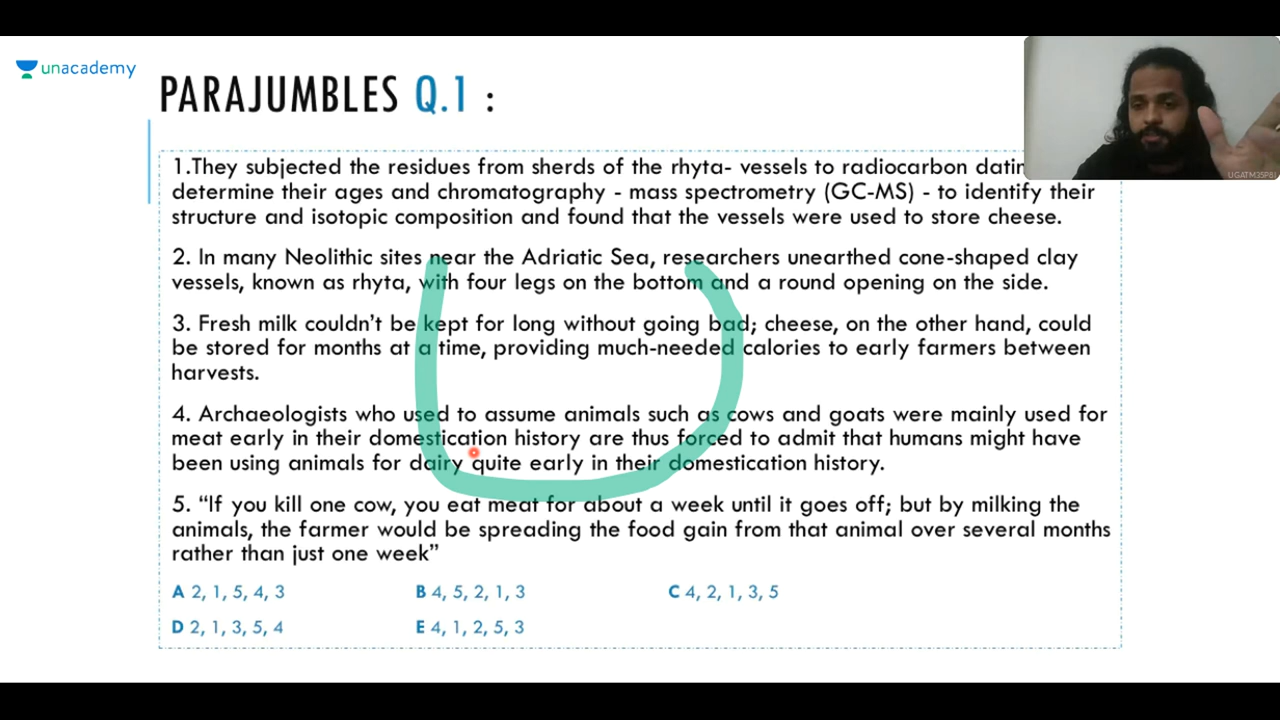 unacademy
PARAJUMBLES Q.1 :
1.They subjected the residues from sherds of the rhyta- vessels to radiocarbon
determine their ages and chromatography - mass spectrometry (GC-MS) - to identify their
structure and isotopic composition and found that the vessels were used to store cheese.
2. In many Neolithic sites near the Adriatic Sea, researchers unearthed cone-shaped clay
vessels, known as rhyta, with four legs on the bottom and a round opening on the side.
3. Fresh milk couldn't be kept for long without going bad; cheese, on the other hand, could
be stored for months at a time, providing much-needed calories to early farmers between
harvests.
4. Archaeologists who used to assume animals such as cows and goats were mainly used for
meat early in their domestication history are thus forced to admit that humans might have
been using animals for dairy quite early in their domestication history.
5. “If you kill one cow, you eat meat for about a week until it goes off; but by milking the
animals, the farmer would be spreading the food gain from that animal over several months
rather than just one week”
A 2, 1, 5, 4, 3 B 4, 5, 2, 1, 3 C 4, 2, 1, 3, 5
D 2, 1, 3, 5, 4 E 4, 1, 2, 5, 3